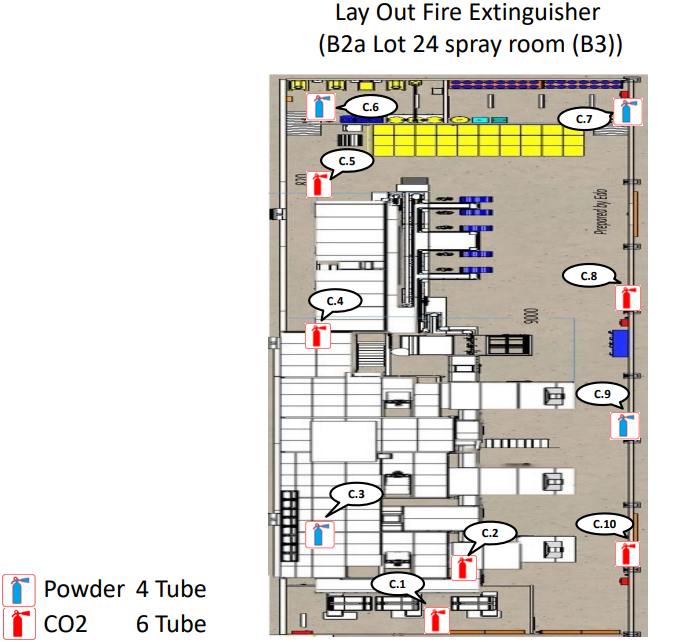 Lay Out Fire Extinguisher
(B2a Lot 24 spray room (B3))
C.6
C.7
C.5
820
Prepared by Edo
C.8
C.4
9000
C.9
C.3
C.10
C.2
C.1
Powder 4 Tube
CO2 6 Tube